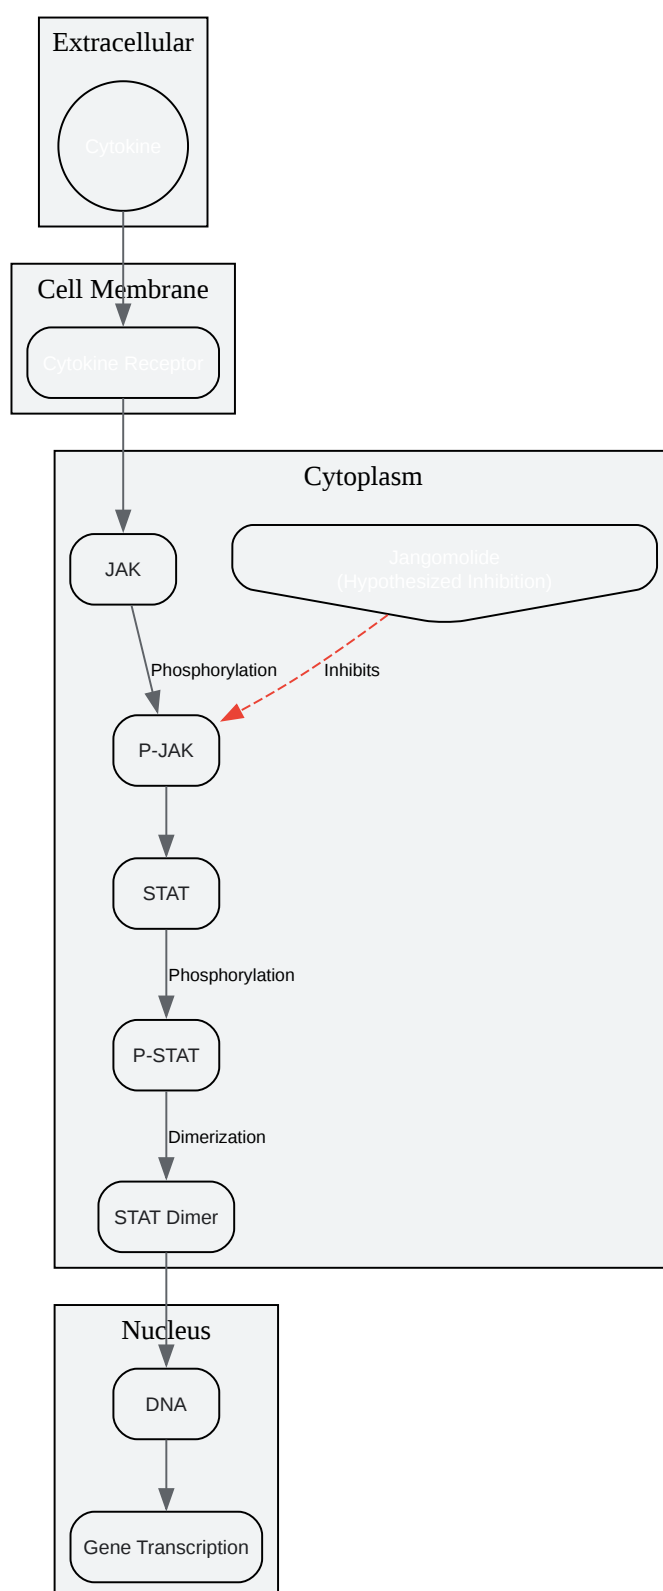 Extracellular
Cytokine
Cell Membrane
Cytokine Receptor
Cytoplasm
JAK
Jangomolide
(Hypothesized Inhibition)
Phosphorylation
Inhibits
P-JAK
STAT
Phosphorylation
P-STAT
Dimerization
STAT Dimer
Nucleus
DNA
Gene Transcription